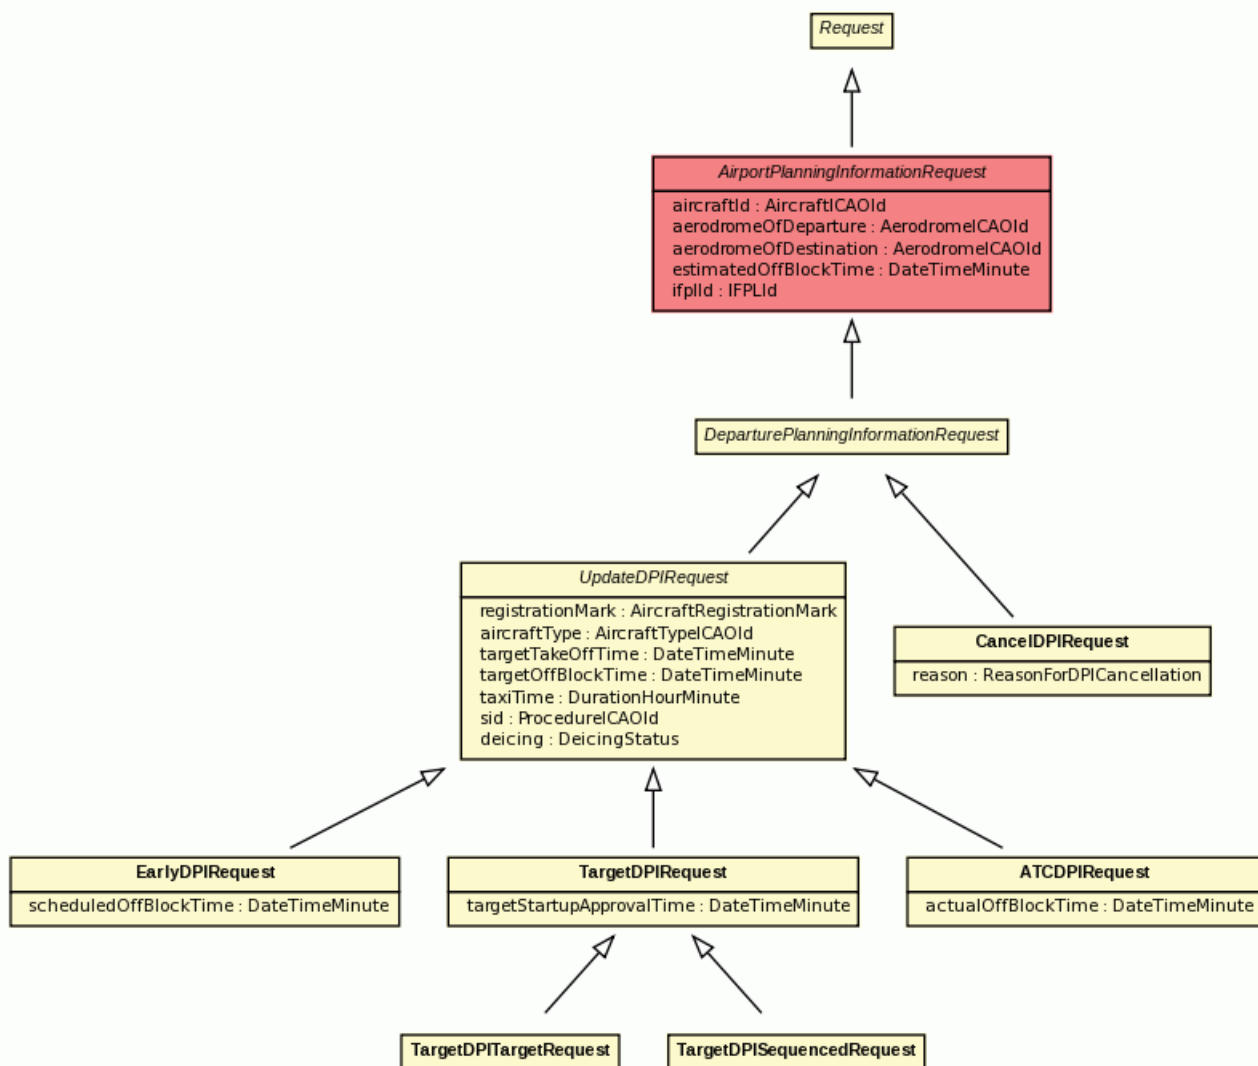 Request
AirportPlanningInformationRequest
aircraftId : AircraftICAOId
aerodromeOfDeparture : AerodromeICAOId
aerodromeOfDestination : AerodromeICAOId
estimatedOffBlockTime : DateTimeMinute
ifplId : IFPLId
DeparturePlanningInformationRequest
UpdateDPIRequest
registrationMark : AircraftRegistrationMark
aircraftType : AircraftTypeICAOId
targetTakeOffTime : DateTimeMinute
targetOffBlockTime : DateTimeMinute
taxiTime : DurationHourMinute
sid : ProcedureICAOId
deicing : DeicingStatus
CancelDPIRequest
reason : ReasonForDPICancellation
EarlyDPIRequest
scheduledOffBlockTime : DateTimeMinute
TargetDPIRequest
targetStartupApprovalTime : DateTimeMinute
ATCDPIRequest
actualOffBlockTime : DateTimeMinute
TargetDPITargetRequest
TargetDPISequencedRequest